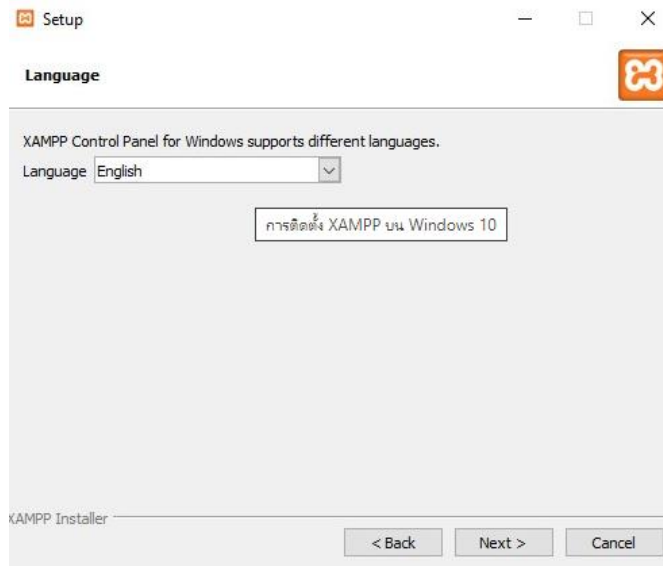 Setup
Language
XAMPP Control Panel for Windows supports different languages.
Language English
การติดตั้ง XAMPP บน Windows 10
XAMPP Installer
< Back Next > Cancel